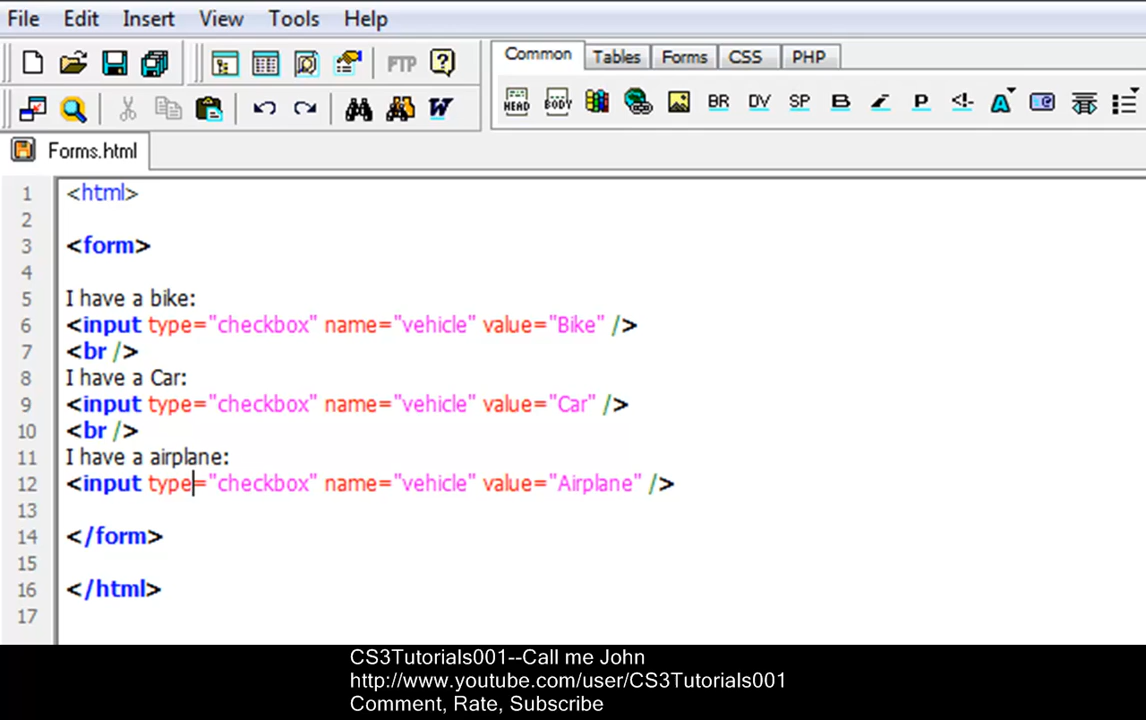 File Edit Insert View Tools Help
Common Tables Forms CSS PHP
FTP
HEAD BODY BR DV SP B P <!- A
W
Forms.html
1 <html>
2
3 <form>
4
5 I have a bike:
6 <input type="checkbox" name="vehicle" value="Bike" />
7 <br />
8 I have a Car:
9 <input type="checkbox" name="vehicle" value="Car" />
10 <br />
11 I have a airplane:
12 <input type="checkbox" name="vehicle" value="Airplane" />
13
14 </form>
15
16 </html>
17
CS3Tutorials001--Call me John
http://www.youtube.com/user/CS3Tutorials001
Comment, Rate, Subscribe